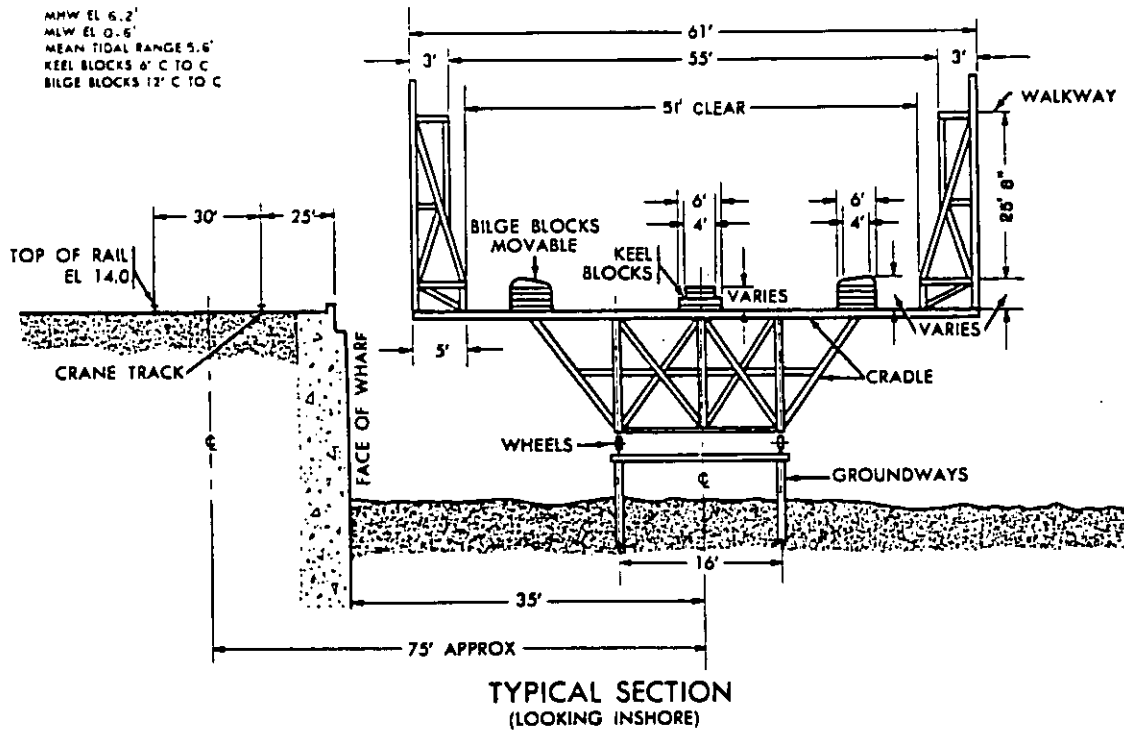 MHW EL 6.2'
MLW EL 0.6'
MEAN TIDAL RANGE 5.6'
KEEL BLOCKS 6' C TO C
BILGE BLOCKS 12' C TO C
61'
3'
55'
3'
51' CLEAR
WALKWAY
25' 8"
30'
25'
6'
4'
6'
4'
BILGE BLOCKS
MOVABLE
KEEL
BLOCKS
TOP OF RAIL
EL 14.0
VARIES
VARIES
CRANE TRACK
5'
CRADLE
FACE OF WHARF
℄
WHEELS
℄
GROUNDWAYS
16'
35'
75' APPROX
TYPICAL SECTION
(LOOKING INSHORE)